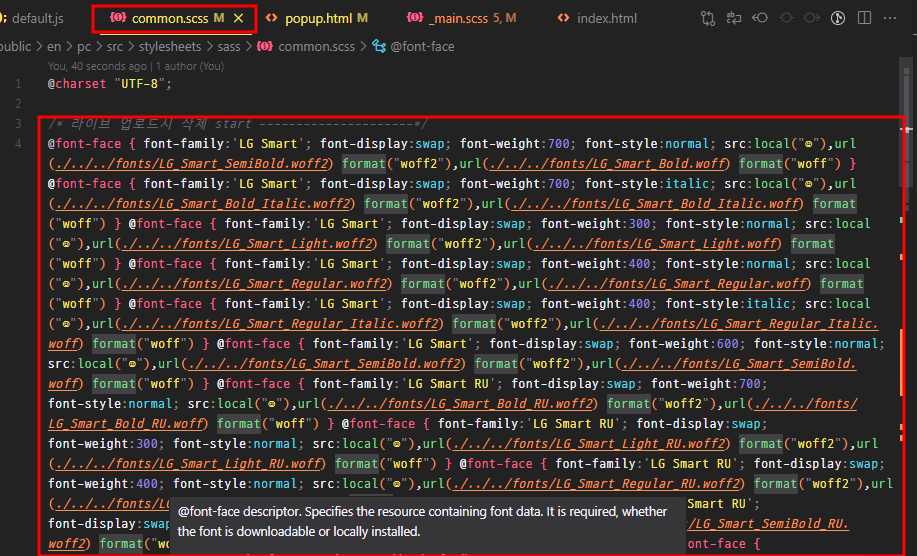 default.js common.scss M × popup.html M _main.scss 5, M index.html
public > en > pc > src > stylesheets > sass > common.scss > @font-face
You, 40 seconds ago | 1 author (You)
1 @charset "UTF-8";
2
3 /* 라이브 업로드시 삭제 start ---------------------*/
4 @font-face { font-family:'LG Smart'; font-display:swap; font-weight:700; font-style:normal; src:local("☺"),url
(./../../fonts/LG_Smart_SemiBold.woff2) format("woff2"),url(./../../fonts/LG_Smart_Bold.woff) format("woff") }
@font-face { font-family:'LG Smart'; font-display:swap; font-weight:700; font-style:italic; src:local("☺"),url
(./../../fonts/LG_Smart_Bold_Italic.woff2) format("woff2"),url(./../../fonts/LG_Smart_Bold_Italic.woff) format
("woff") } @font-face { font-family:'LG Smart'; font-display:swap; font-weight:300; font-style:normal; src:local
("☺"),url(./../../fonts/LG_Smart_Light.woff2) format("woff2"),url(./../../fonts/LG_Smart_Light.woff) format
("woff") } @font-face { font-family:'LG Smart'; font-display:swap; font-weight:400; font-style:normal; src:local
("☺"),url(./../../fonts/LG_Smart_Regular.woff2) format("woff2"),url(./../../fonts/LG_Smart_Regular.woff) format
("woff") } @font-face { font-family:'LG Smart'; font-display:swap; font-weight:400; font-style:italic; src:local
("☺"),url(./../../fonts/LG_Smart_Regular_Italic.woff2) format("woff2"),url(./../../fonts/LG_Smart_Regular_Italic.
woff) format("woff") } @font-face { font-family:'LG Smart'; font-display:swap; font-weight:600; font-style:normal;
src:local("☺"),url(./../../fonts/LG_Smart_SemiBold.woff2) format("woff2"),url(./../../fonts/LG_Smart_SemiBold.
woff) format("woff") } @font-face { font-family:'LG Smart RU'; font-display:swap; font-weight:700;
font-style:normal; src:local("☺"),url(./../../fonts/LG_Smart_Bold_RU.woff2) format("woff2"),url(./../../fonts/
LG_Smart_Bold_RU.woff) format("woff") } @font-face { font-family:'LG Smart RU'; font-display:swap;
font-weight:300; font-style:normal; src:local("☺"),url(./../../fonts/LG_Smart_Light_RU.woff2) format("woff2"),url
(./../../fonts/LG_Smart_Light_RU.woff) format("woff") } @font-face { font-family:'LG Smart RU'; font-display:swap;
font-weight:400; font-style:normal; src:local("☺"),url(./../../fonts/LG_Smart_Regular_RU.woff2) format("woff2"),url
(./../../fonts/ Smart RU';
@font-face descriptor. Specifies the resource containing font data. It is required, whether
font-display:swap /LG_Smart_SemiBold_RU.
the font is downloadable or locally installed.
woff2) format("wo font-face {